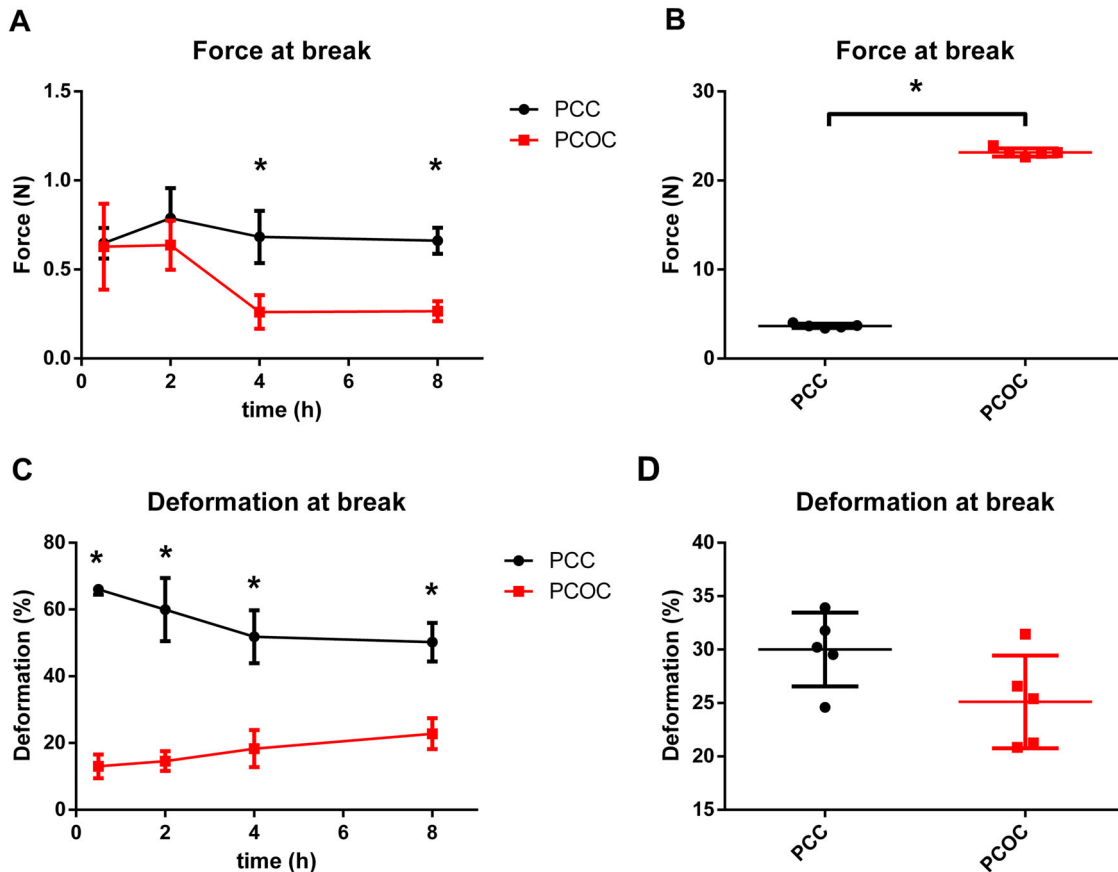 A
Force at break
1.5
1.0
0.5
0.0
Force (N)
* *
0 2 4 6 8
time (h)
PCC
PCOC
B
Force at break
30
20
10
0
Force (N)
*
PCC
PCOC
C
Deformation at break
80
60
40
20
0
Deformation (%)
* * * *
0 2 4 6 8
time (h)
PCC
PCOC
D
Deformation at break
40
35
30
25
20
15
Deformation (%)
PCC
PCOC